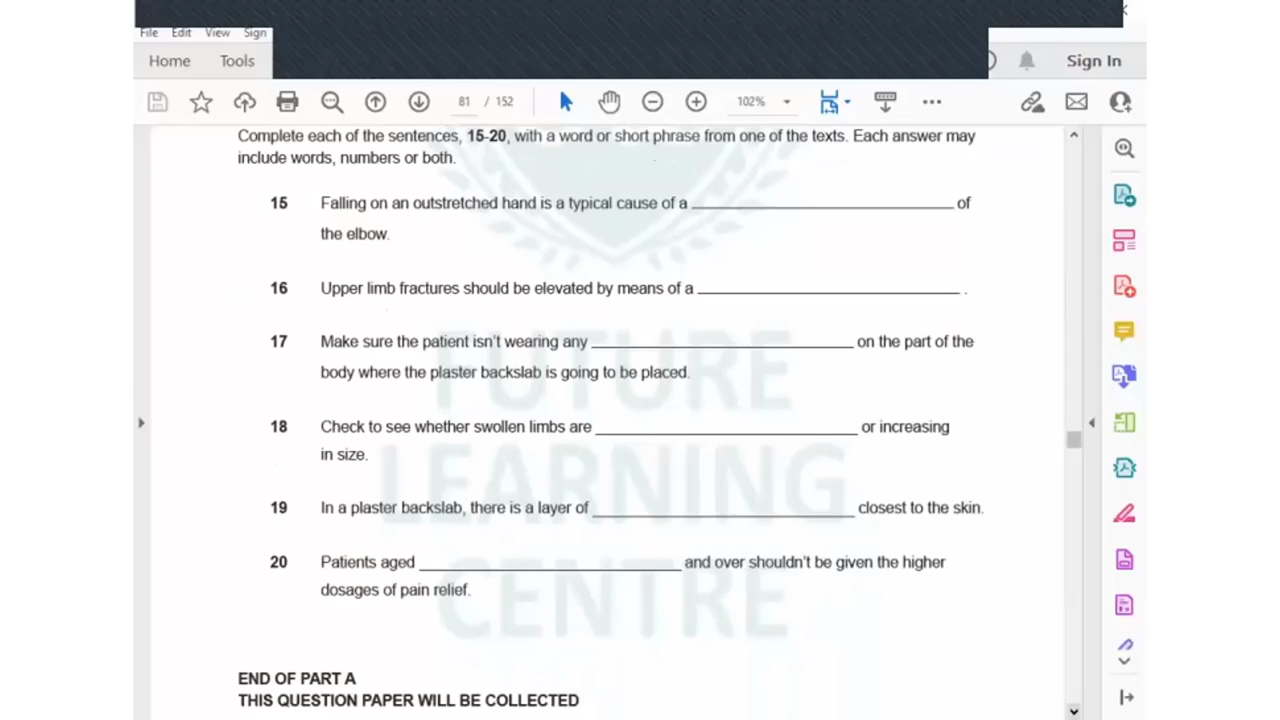 File Edit View Sign
Home Tools Sign In
81 / 152 102%
Complete each of the sentences, 15-20, with a word or short phrase from one of the texts. Each answer may
include words, numbers or both.
15 Falling on an outstretched hand is a typical cause of a ______ of
the elbow.
16 Upper limb fractures should be elevated by means of a ______ .
17 Make sure the patient isn't wearing any ______ on the part of the
body where the plaster backslab is going to be placed.
18 Check to see whether swollen limbs are ______ or increasing
in size.
19 In a plaster backslab, there is a layer of ______ closest to the skin.
20 Patients aged ______ and over shouldn't be given the higher
dosages of pain relief.
FUTURE
LEARNING
CENTRE
END OF PART A
THIS QUESTION PAPER WILL BE COLLECTED